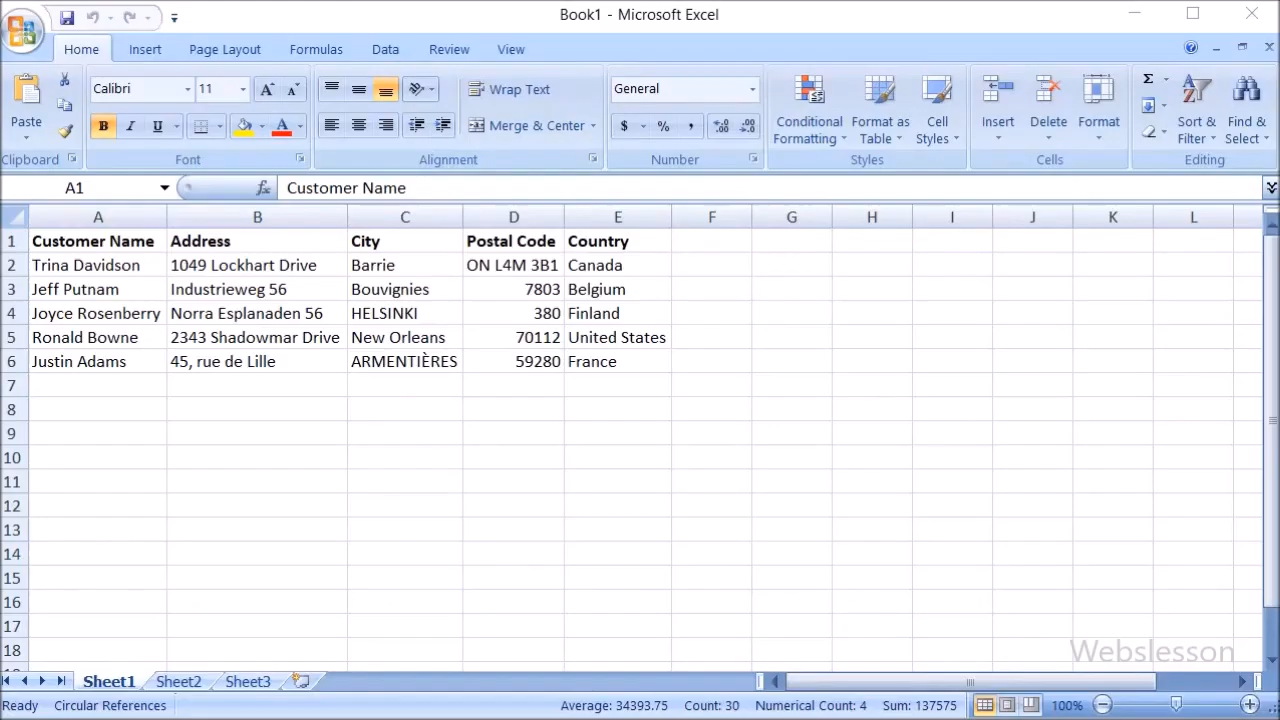 Book1 - Microsoft Excel
Home Insert Page Layout Formulas Data Review View
Calibri 11 Wrap Text General
Paste Conditional Formatting Format as Table Cell Styles Insert Delete Format Sort & Filter Find & Select
B I U Merge & Center $ % ,
Clipboard Font Alignment Number Styles Cells Editing
A1 fx Customer Name
A B C D E F G H I J K L
1 Customer Name Address City Postal Code Country
2 Trina Davidson 1049 Lockhart Drive Barrie ON L4M 3B1 Canada
3 Jeff Putnam Industrieweg 56 Bouvignies 7803 Belgium
4 Joyce Rosenberry Norra Esplanaden 56 HELSINKI 380 Finland
5 Ronald Bowne 2343 Shadowmar Drive New Orleans 70112 United States
6 Justin Adams 45, rue de Lille ARMENTIÈRES 59280 France
7
8
9
10
11
12
13
14
15
16
17
18
Webslesson
Sheet1 Sheet2 Sheet3
Ready Circular References Average: 34393.75 Count: 30 Numerical Count: 4 Sum: 137575 100%